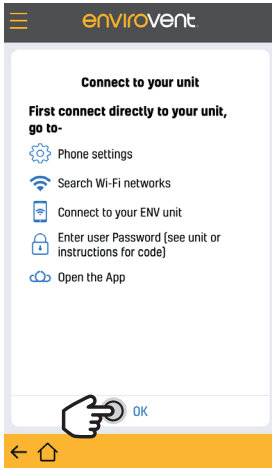 envirovent.
Connect to your unit
First connect directly to your unit,
go to-
Phone settings
Search Wi-Fi networks
Connect to your ENV unit
Enter user Password (see unit or
instructions for code)
Open the App
OK